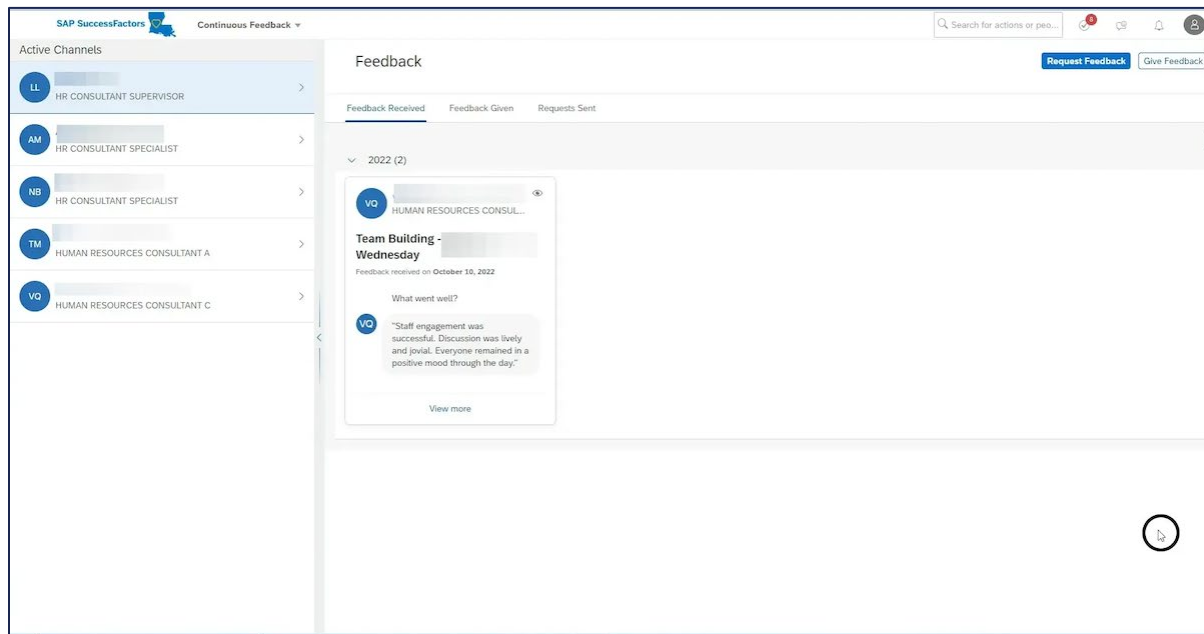 SAP SuccessFactors
Continuous Feedback
Search for actions or peo...
8
Active Channels
LL
HR CONSULTANT SUPERVISOR
AM
HR CONSULTANT SPECIALIST
NB
HR CONSULTANT SPECIALIST
TM
HUMAN RESOURCES CONSULTANT A
VQ
HUMAN RESOURCES CONSULTANT C
Feedback
Request Feedback
Give Feedback
Feedback Received
Feedback Given
Requests Sent
2022 (2)
VQ
HUMAN RESOURCES CONSUL...
Team Building -
Wednesday
Feedback received on October 10, 2022
What went well?
VQ
"Staff engagement was
successful. Discussion was lively
and jovial. Everyone remained in a
positive mood through the day."
View more